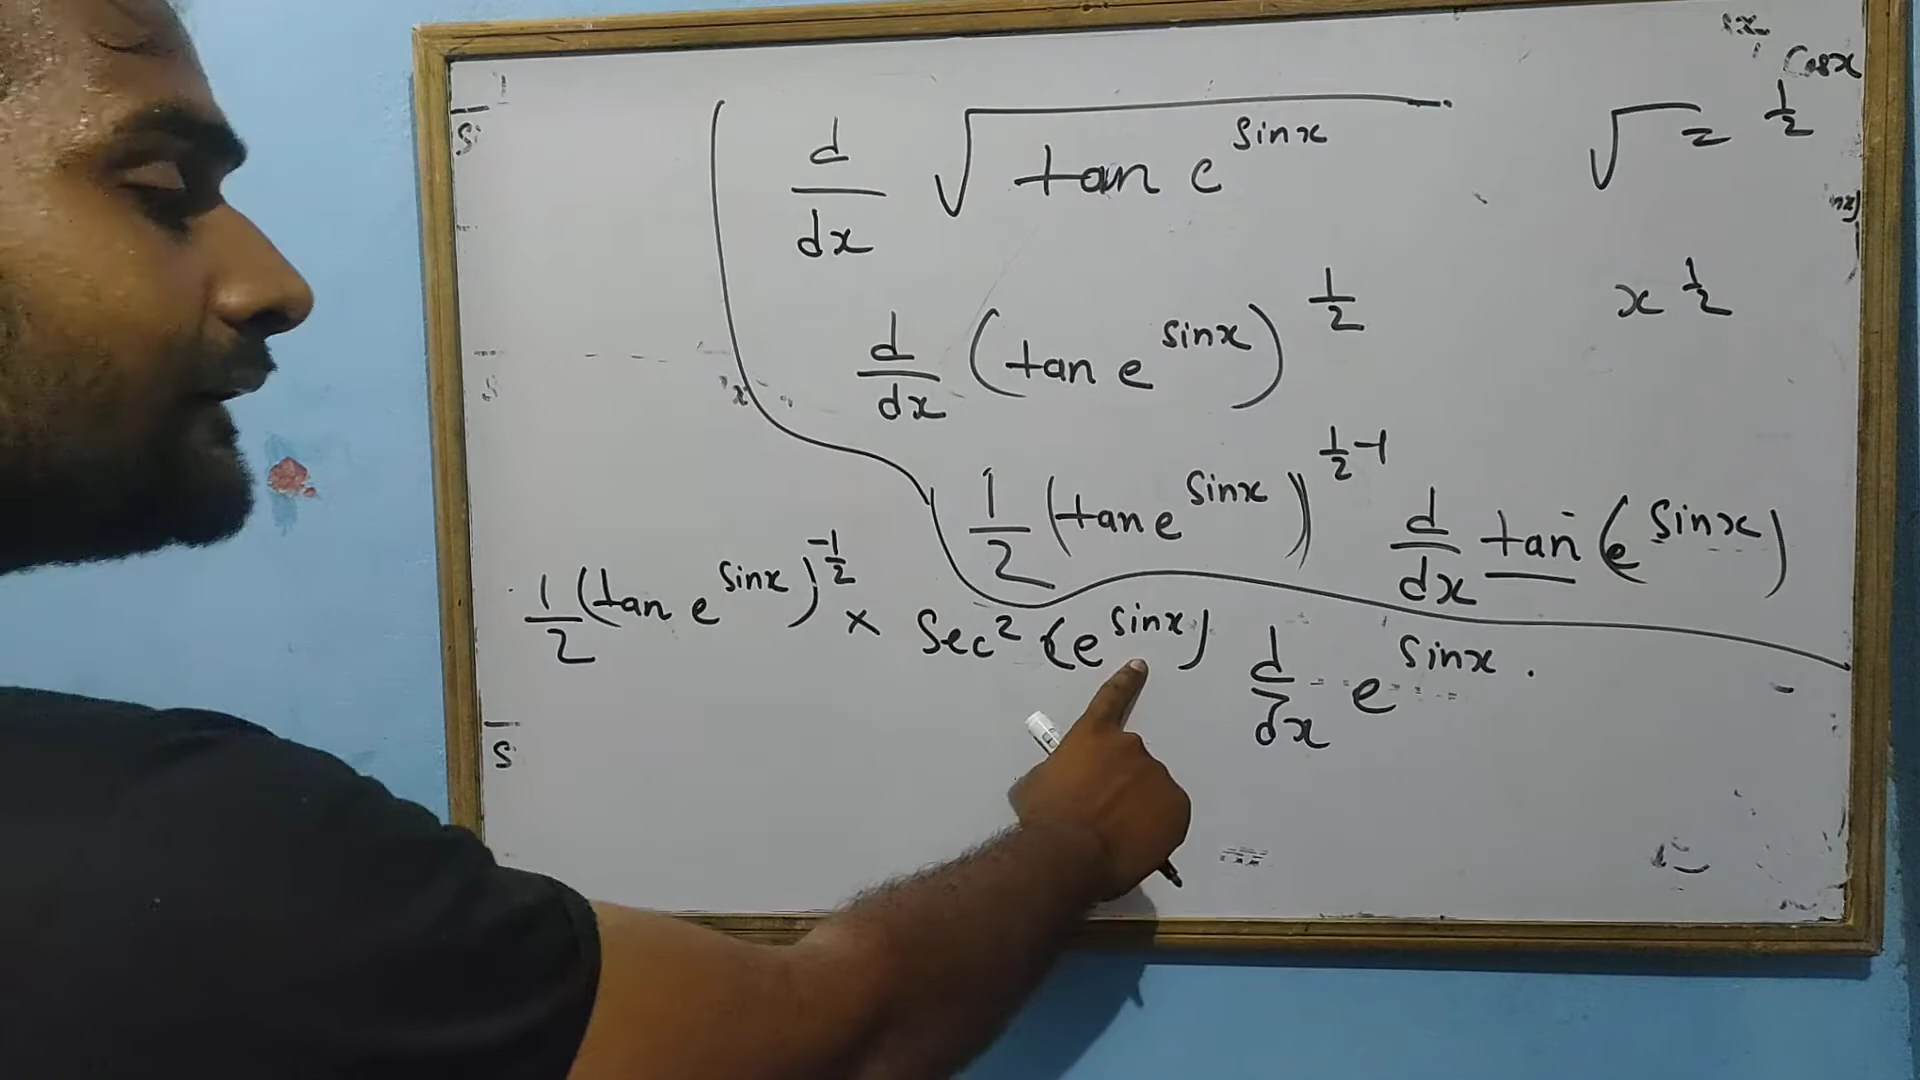 d/dx √(tan e^sinx)
√ = 1/2
cosx
d/dx (tan e^sinx)^1/2
x^1/2
1/2 (tan e^sinx)^(1/2 - 1) d/dx tan (e^sinx)
1/2 (tan e^sinx)^-1/2 × Sec² (e^sinx) d/dx e^sinx .